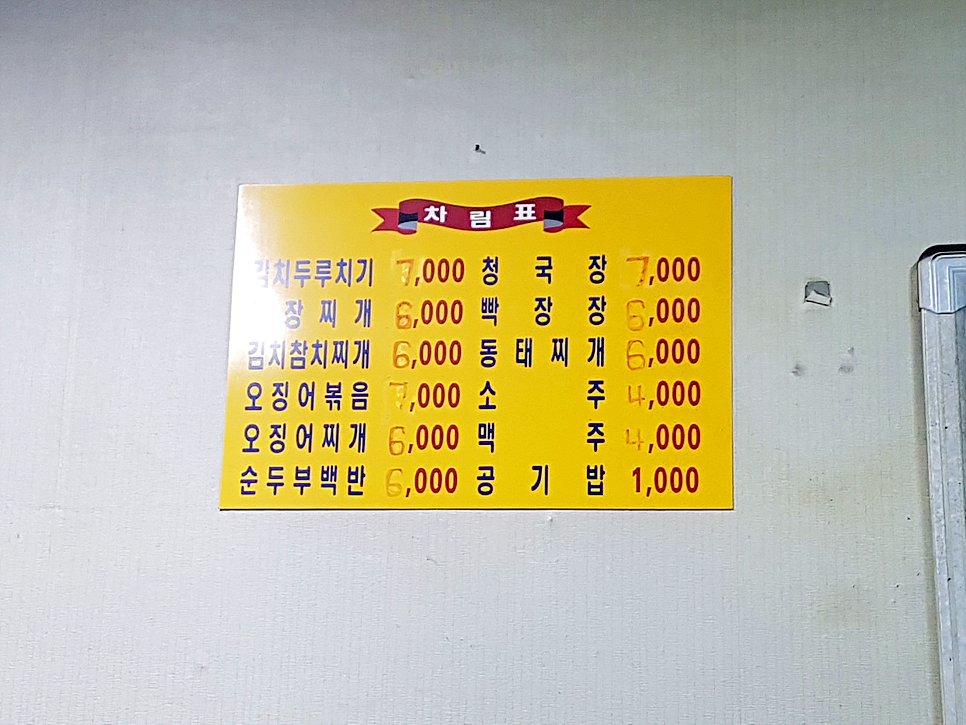 차림표
김치두루치기 7,000 청국장 7,000
장찌개 6,000 빡장장 6,000
김치참치찌개 6,000 동태찌개 6,000
오징어볶음 7,000 소주 4,000
오징어찌개 6,000 맥주 4,000
순두부백반 6,000 공기밥 1,000